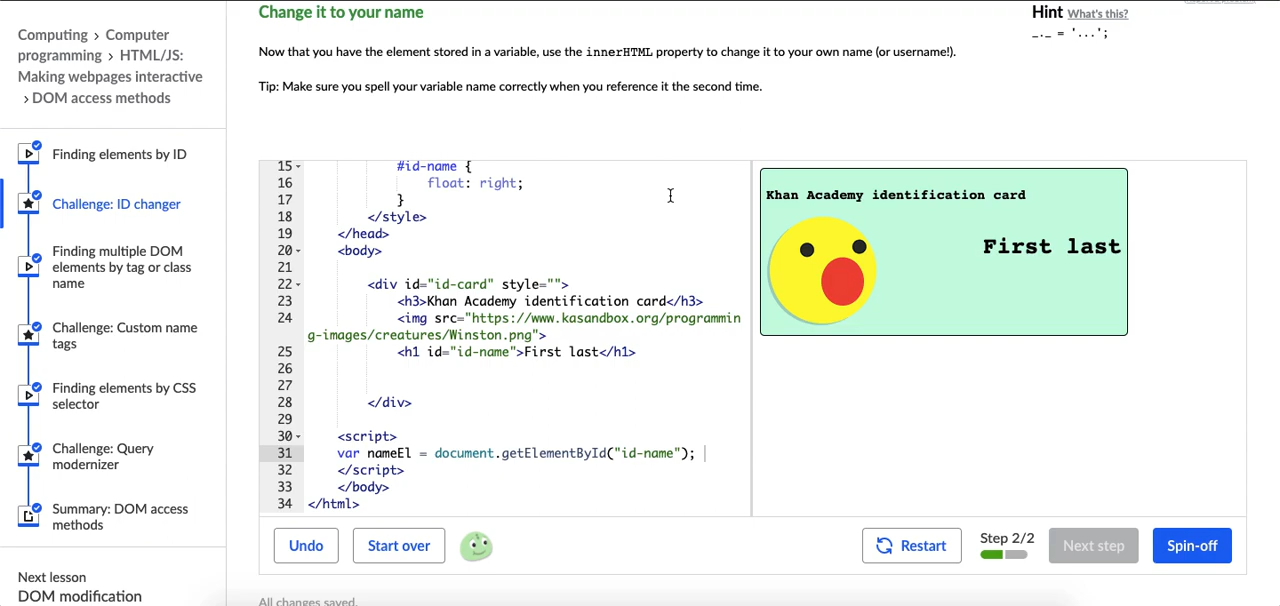 Computing > Computer
programming > HTML/JS:
Making webpages interactive
> DOM access methods
Finding elements by ID
Challenge: ID changer
Finding multiple DOM
elements by tag or class
name
Challenge: Custom name
tags
Finding elements by CSS
selector
Challenge: Query
modernizer
Summary: DOM access
methods
Next lesson
DOM modification
Change it to your name
Now that you have the element stored in a variable, use the innerHTML property to change it to your own name (or username!).
Tip: Make sure you spell your variable name correctly when you reference it the second time.
Hint What's this?
_._ = '...';
15 #id-name {
16 float: right;
17 }
18 </style>
19 </head>
20 <body>
21
22 <div id="id-card" style="">
23 <h3>Khan Academy identification card</h3>
24 <img src="https://www.kasandbox.org/programmin
g-images/creatures/Winston.png">
25 <h1 id="id-name">First last</h1>
26
27
28 </div>
29
30 <script>
31 var nameEl = document.getElementById("id-name");
32 </script>
33 </body>
34 </html>
Khan Academy identification card
First last
Undo
Start over
Restart
Step 2/2
Next step
Spin-off
All changes saved.